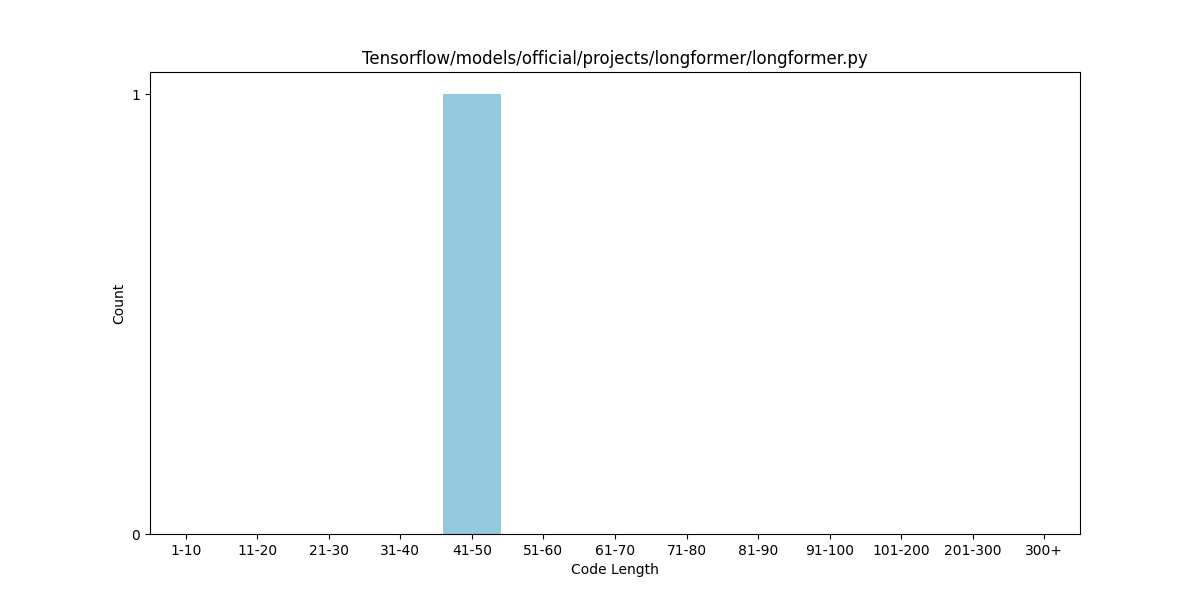 Tensorflow/models/official/projects/longformer/longformer.py
1
Count
0
1-10 11-20 21-30 31-40 41-50 51-60 61-70 71-80 81-90 91-100 101-200 201-300 300+
Code Length